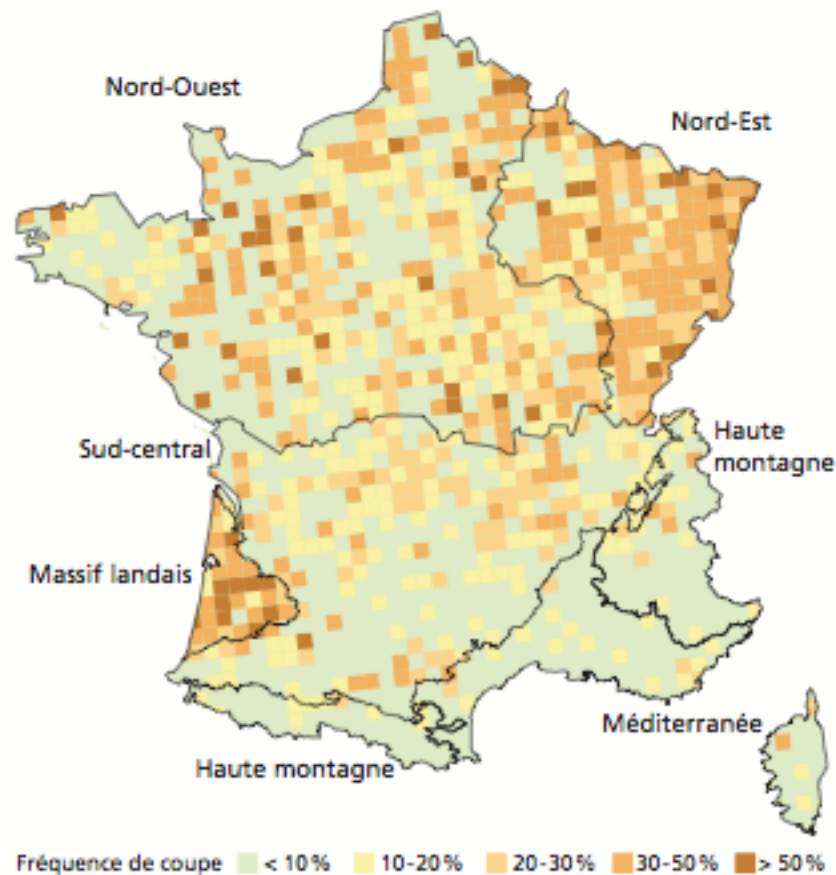 Nord-Ouest
Nord-Est
Sud-central
Haute
montagne
Massif landais
Méditerranée
Haute montagne
Fréquence de coupe < 10 % 10-20 % 20-30 % 30-50 % > 50 %